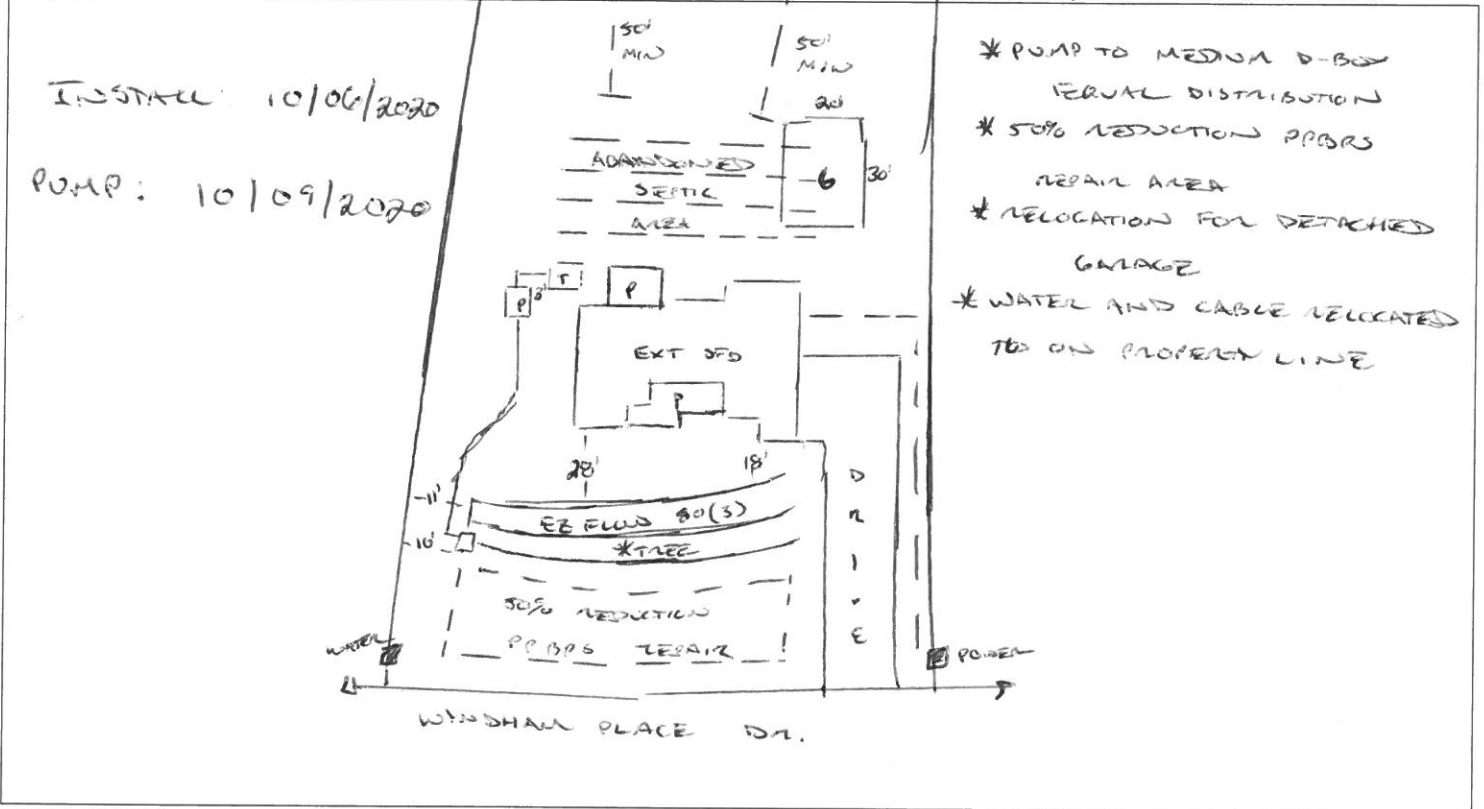 INSTALL 10/06/2020
PUMP: 10/09/2020
50' MIN
50' MIN
20'
30'
G
ABANDONED
SEPTIC
AREA
T
P
3'
P
EXT SFD
P
28'
18'
11'
10'
EZ FLOW 80(3)
*TREE
50% REDUCTION
PPBPS REPAIR
DRIVE
WATER
POWER
WYNDHAM PLACE DR.
* PUMP TO MEDIUM D-BOX
EQUAL DISTRIBUTION
* 50% REDUCTION PPBPS
REPAIR AREA
* RELOCATION FOR DETACHED
GARAGE
* WATER AND CABLE RELOCATED
TO ON PROPERTY LINE